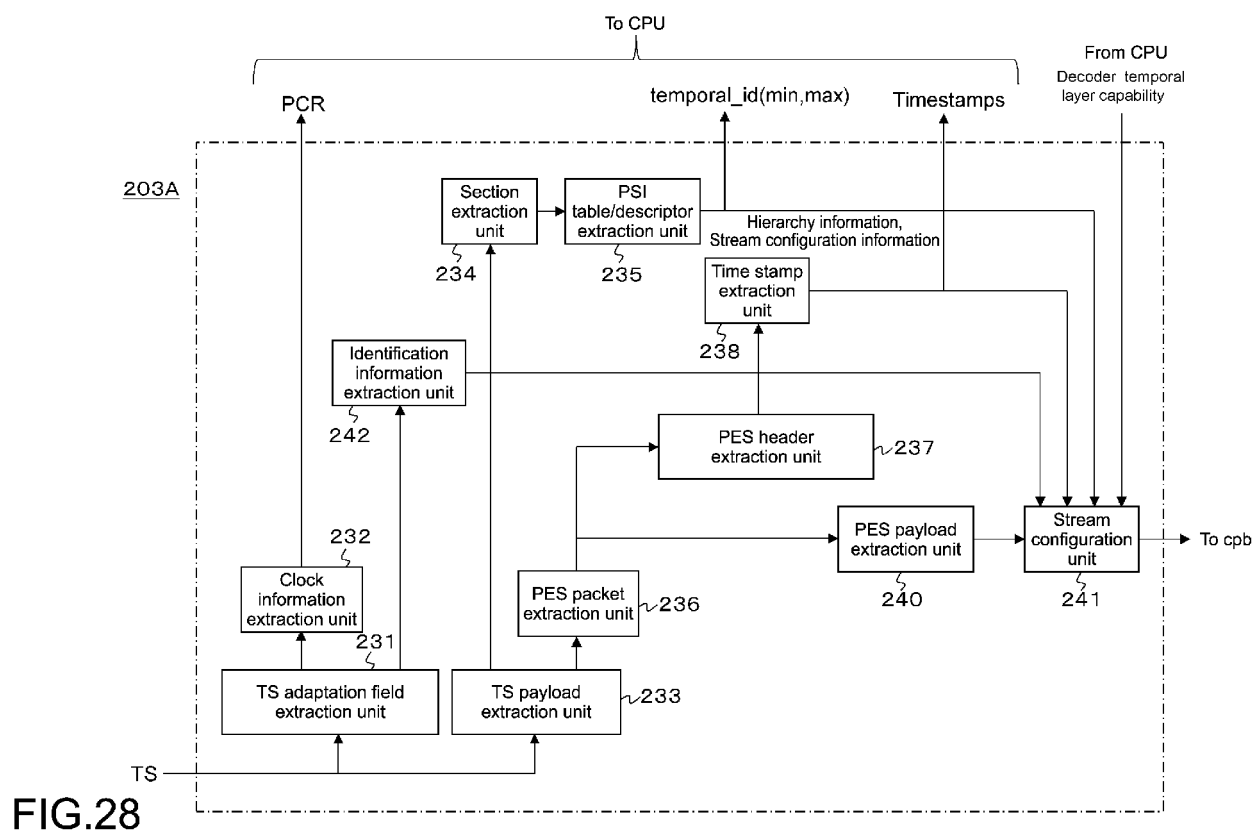 To CPU
From CPU
Decoder temporal
layer capability
PCR
temporal_id(min,max)
Timestamps
203A
Section
extraction
unit
234
PSI
table/descriptor
extraction unit
235
Hierarchy information,
Stream configuration information
Time stamp
extraction
unit
238
Identification
information
extraction unit
242
PES header
extraction unit
237
232
Clock
information
extraction unit
PES packet
extraction unit
236
PES payload
extraction unit
240
Stream
configuration
unit
241
To cpb
231
TS adaptation field
extraction unit
TS payload
extraction unit
233
TS
FIG.28